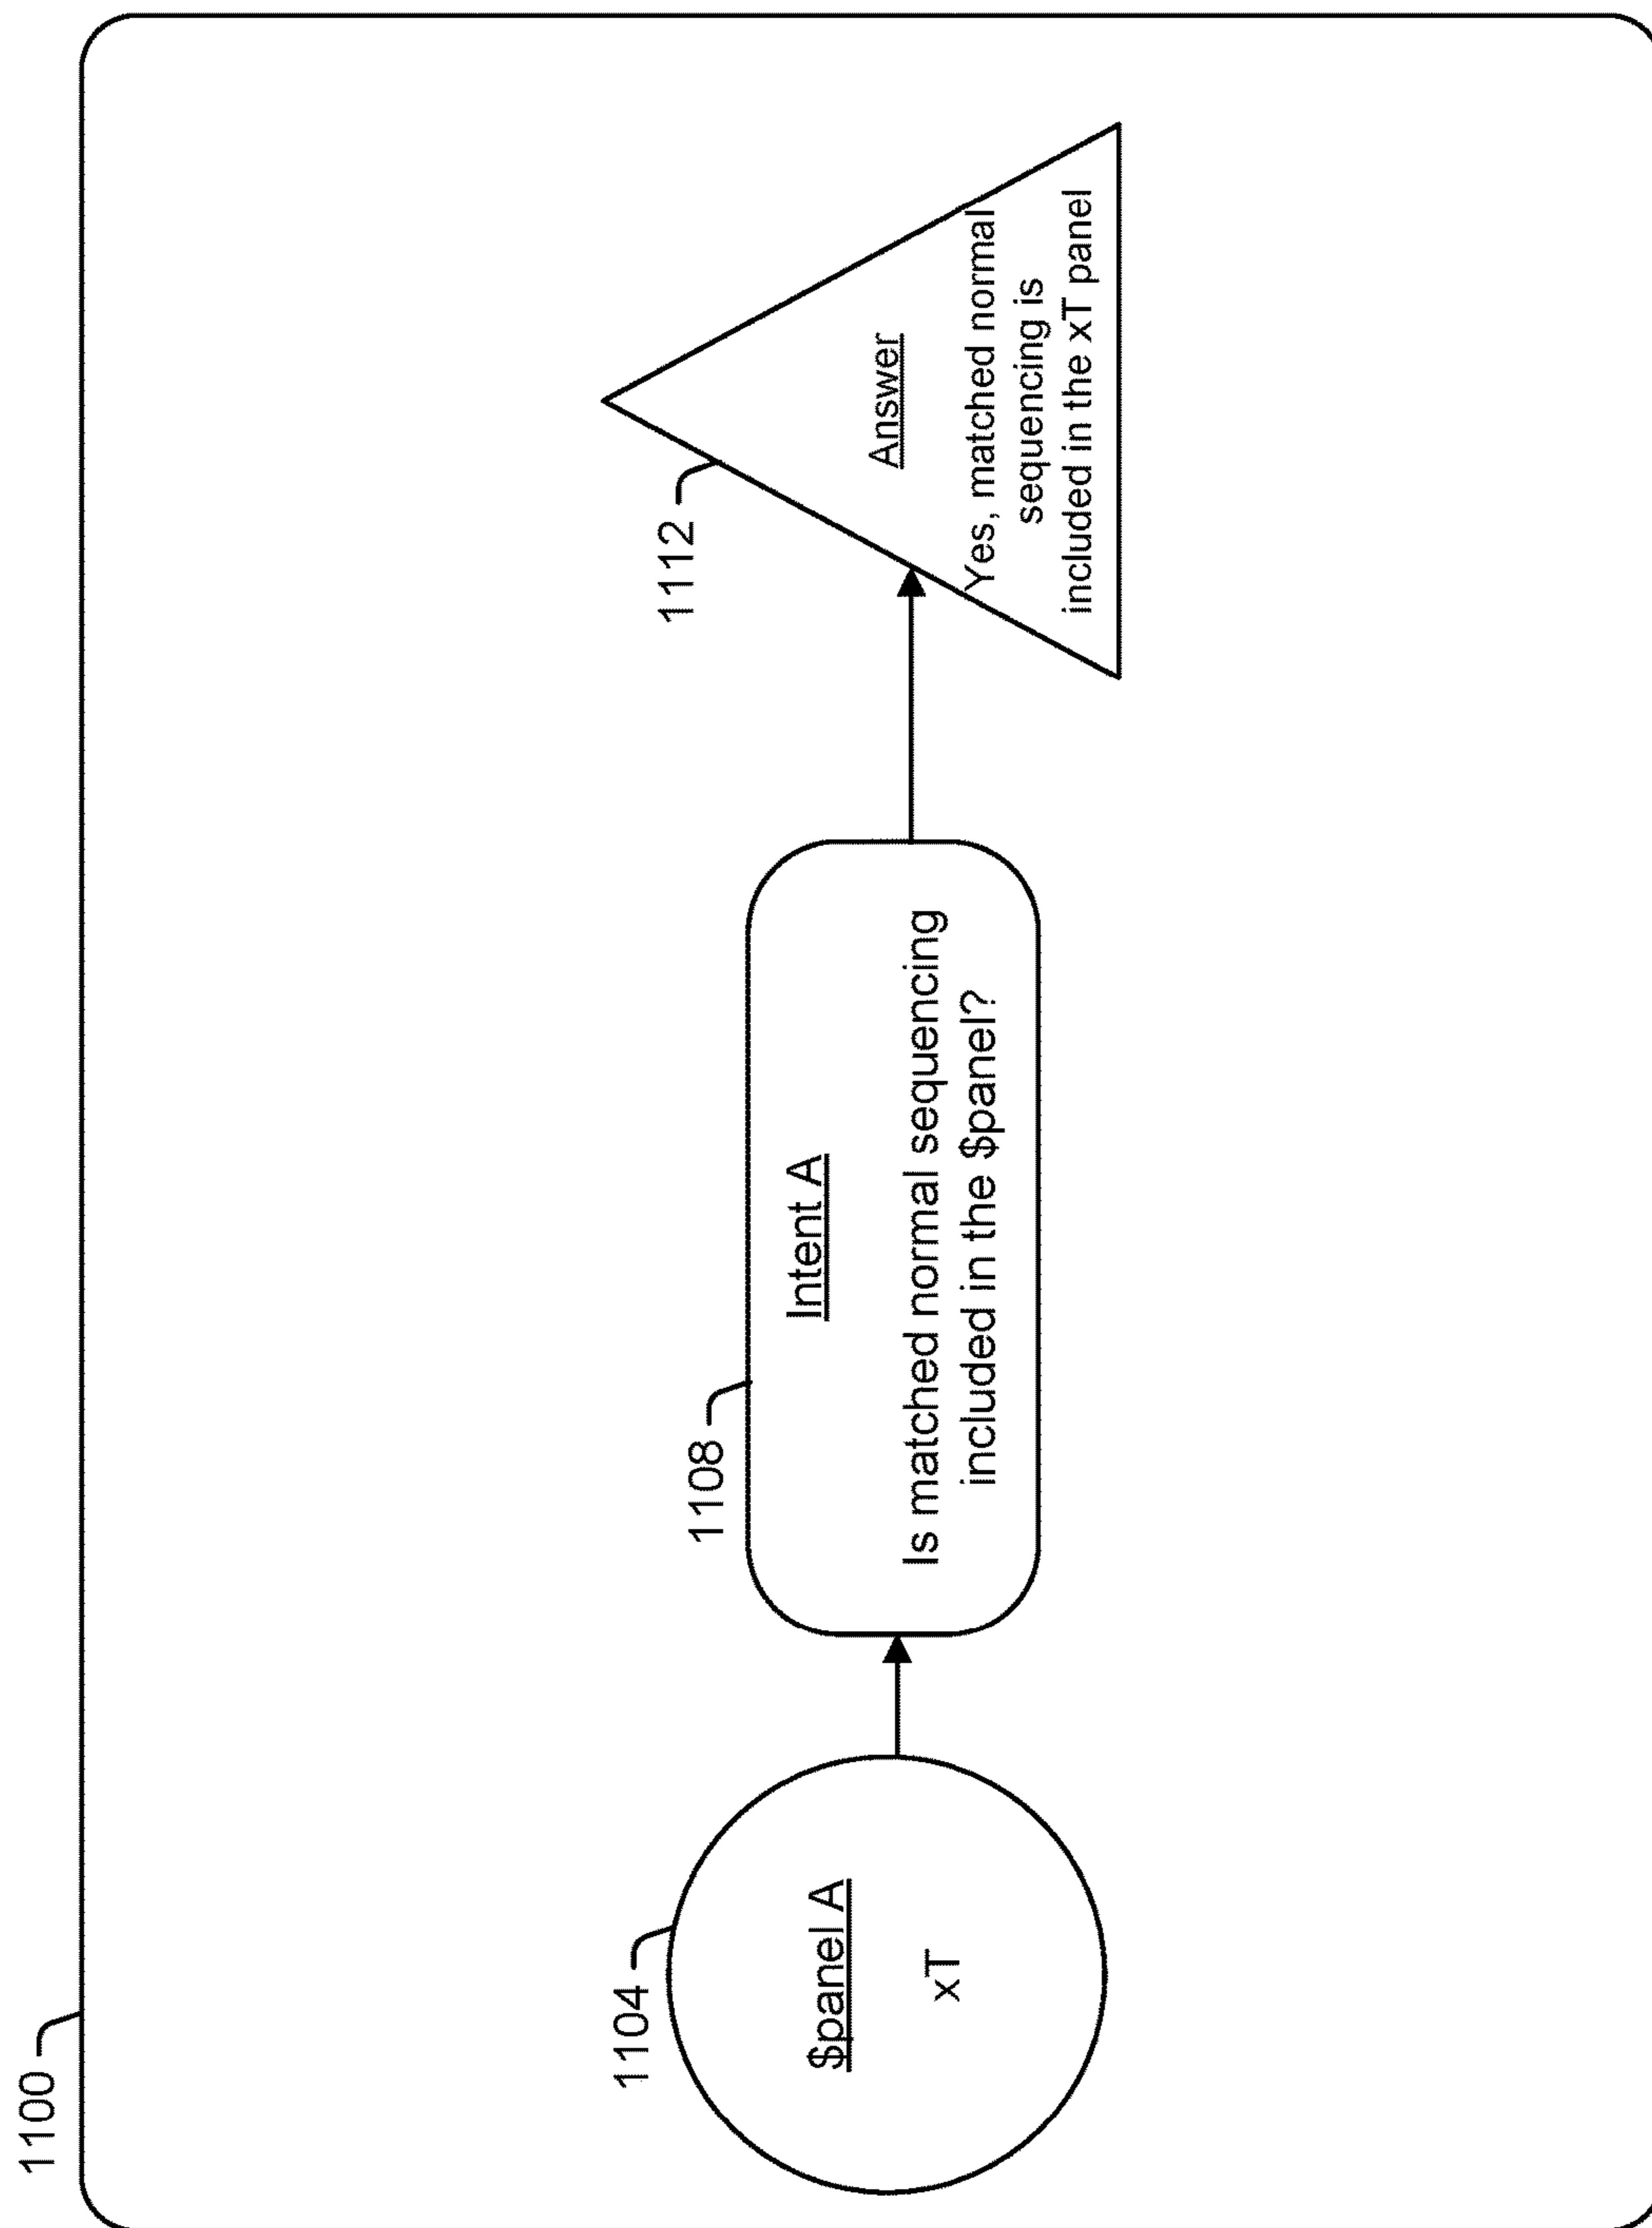 1100
1104
$panel A
xT
1108
Intent A
Is matched normal sequencing
included in the $panel?
1112
Answer
Yes, matched normal
sequencing is
included in the xT panel